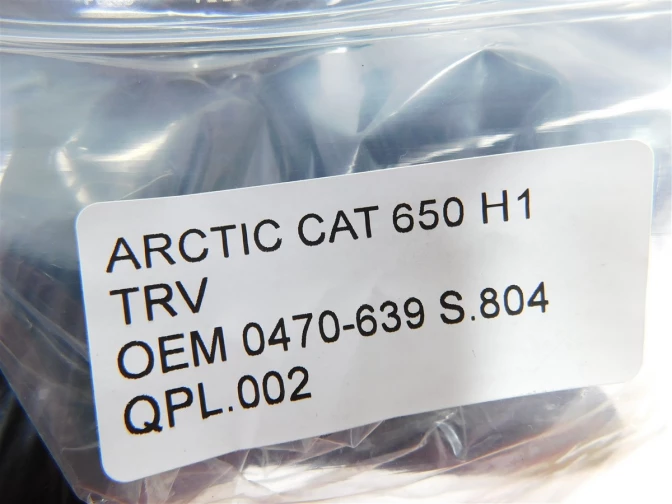 ARCTIC CAT 650 H1
TRV
OEM 0470-639 S.804
QPL.002